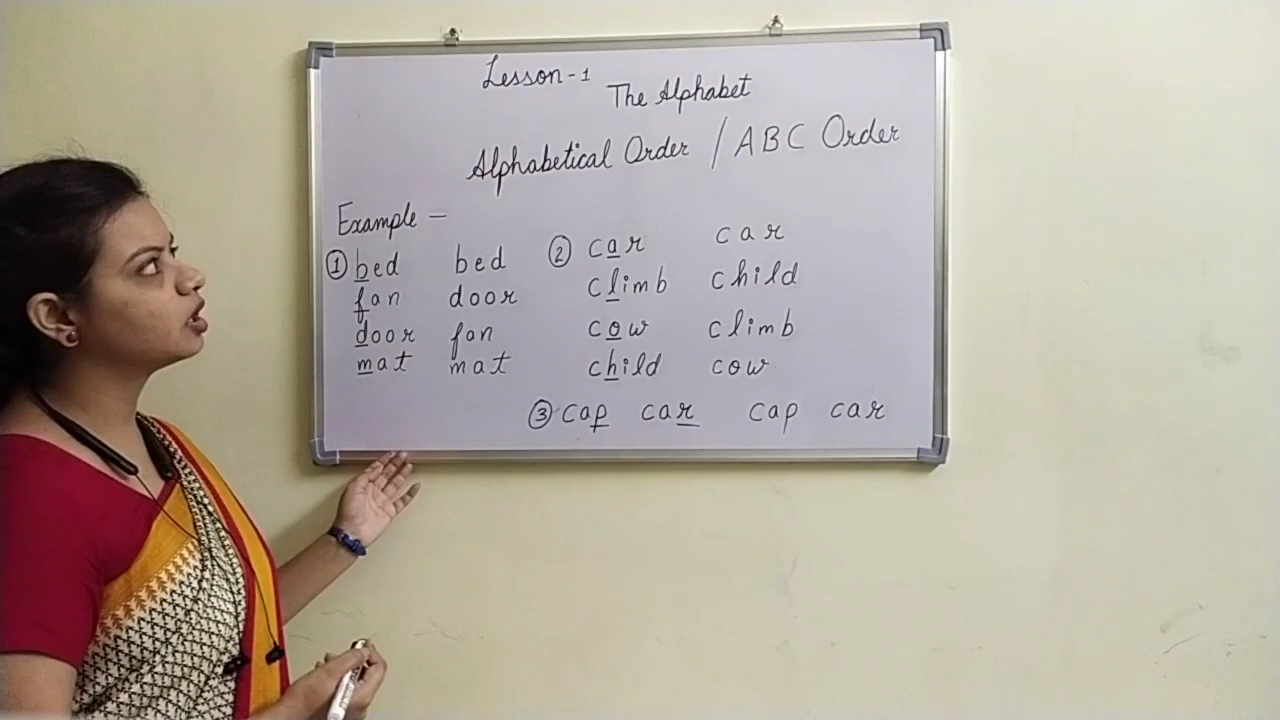 Lesson-1
The Alphabet
Alphabetical Order / ABC Order
Example -
① bed bed ② car car
fan door climb child
door fan cow climb
mat mat child cow
③ cap car cap car